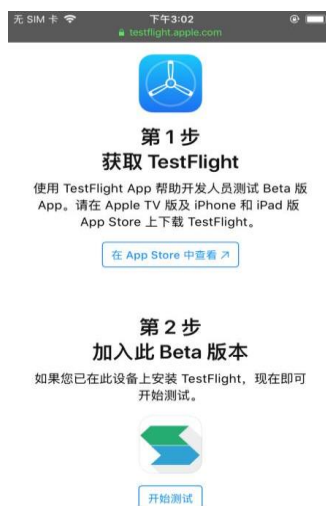 无 SIM 卡 下午3:02
testflight.apple.com
第 1 步
获取 TestFlight
使用 TestFlight App 帮助开发人员测试 Beta 版
App。请在 Apple TV 版及 iPhone 和 iPad 版
App Store 上下载 TestFlight。
在 App Store 中查看 ↗
第 2 步
加入此 Beta 版本
如果您已在此设备上安装 TestFlight，现在即可
开始测试。
开始测试